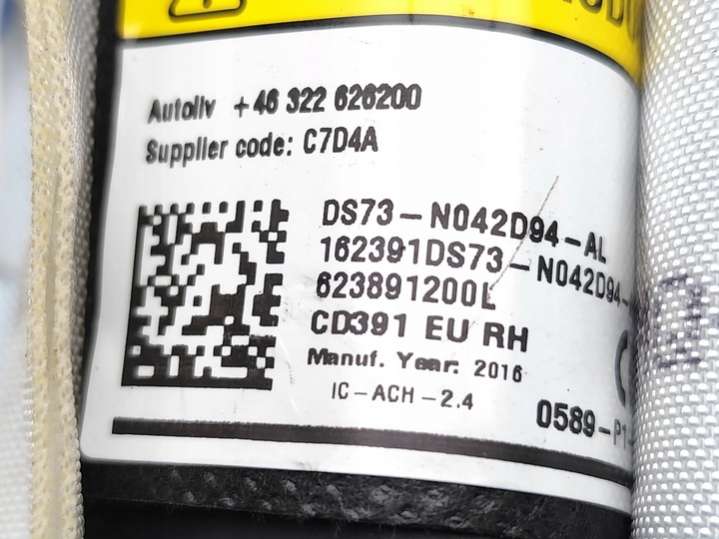 Autoliv +46 322 626200
Supplier code: C7D4A
DS73-N042D94-AL
162391DS73-N042D94-
623891200L
CD391 EU RH
Manuf. Year: 2016
IC-ACH-2.4
0589-P1-